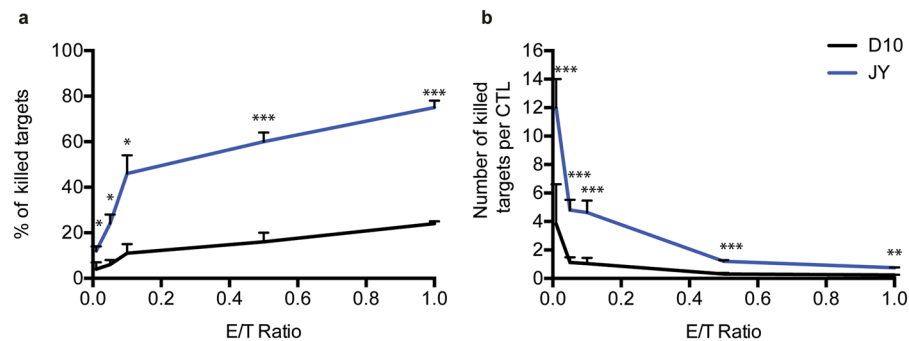 a
% of killed targets
100
80
60
40
20
0
* * * *** ***
0.0 0.2 0.4 0.6 0.8 1.0
E/T Ratio
b
Number of killed
targets per CTL
16
14
12
10
8
6
4
2
0
*** *** *** *** **
0.0 0.2 0.4 0.6 0.8 1.0
E/T Ratio
D10
JY